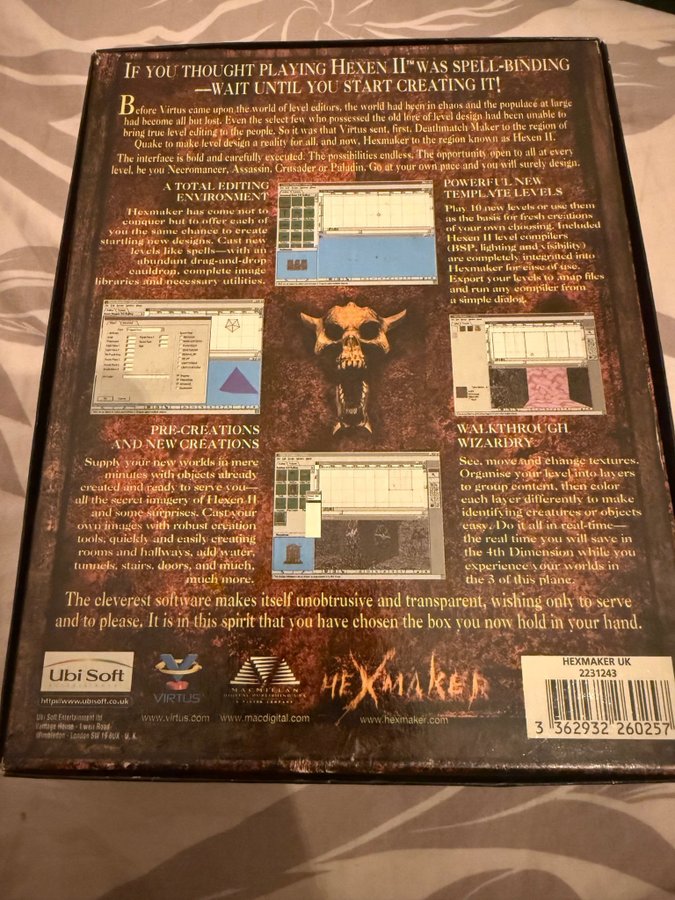 IF YOU THOUGHT PLAYING HEXEN II™ WAS SPELL-BINDING
—WAIT UNTIL YOU START CREATING IT!
Before Virtus came upon the world of level editors, the world had been in chaos and the populace at large
had become all but lost. Even the select few who possessed the old lore of level design had been unable to
bring true level editing to the people. So it was that Virtus sent, first, Deathmatch Maker to the region of
Quake to make level design a reality for all, and now, Hexmaker to the region known as Hexen II.
The interface is bold and carefully executed. The possibilities endless. The opportunity open to all at every
level, be you Necromancer, Assassin, Crusader or Paladin. Go at your own pace and you will surely design.
A TOTAL EDITING
ENVIRONMENT
Hexmaker has come not to
conquer but to offer each of
you the same chance to create
startling new designs. Cast new
levels like spells—with an
abundant drag-and-drop
cauldron, complete image
libraries and necessary utilities.
POWERFUL NEW
TEMPLATE LEVELS
Play 10 new levels or use them
as the basis for fresh creations
of your own choosing. Included
Hexen II level compilers
(BSP, lighting and visibility)
are completely integrated into
Hexmaker for ease of use.
Export your levels to .map files
and run any compiler from
a simple dialog.
PRE-CREATIONS
AND NEW CREATIONS
Supply your new worlds in mere
minutes with objects already
created and ready to serve you—
all the secret imagery of Hexen II
and some surprises. Cast your
own images with robust creation
tools, quickly and easily creating
rooms and hallways, add water,
tunnels, stairs, doors, and much,
much more.
WALKTHROUGH
WIZARDRY
See, move and change textures.
Organise your level into layers
to group content, then color
each layer differently to make
identifying creatures or objects
easy. Do it all in real-time—
the real time you will save in
the 4th Dimension while you
experience your worlds in
the 3 of this plane.
The cleverest software makes itself unobtrusive and transparent, wishing only to serve
and to please. It is in this spirit that you have chosen the box you now hold in your hand.
Ubi Soft
https://www.ubisoft.co.uk
Ubi Soft Entertainment ltd
Vantage House - 1 Weir Road
Wimbledon - London SW 19 8UX - U. K.
VIRTUS
www.virtus.com
MACMILLAN
DIGITAL PUBLISHING USA
A VIACOM COMPANY
www.macdigital.com
HEXMAKER
www.hexmaker.com
HEXMAKER UK
2231243
3 362932 260257